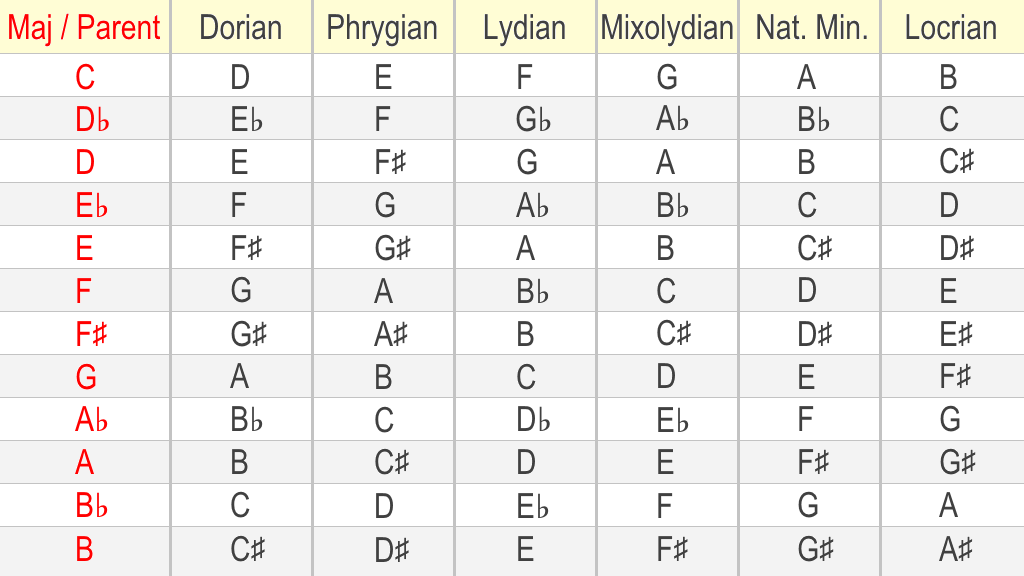 Maj / Parent Dorian Phrygian Lydian Mixolydian Nat. Min. Locrian
C D E F G A B
D♭ E♭ F G♭ A♭ B♭ C
D E F♯ G A B C♯
E♭ F G A♭ B♭ C D
E F♯ G♯ A B C♯ D♯
F G A B♭ C D E
F♯ G♯ A♯ B C♯ D♯ E♯
G A B C D E F♯
A♭ B♭ C D♭ E♭ F G
A B C♯ D E F♯ G♯
B♭ C D E♭ F G A
B C♯ D♯ E F♯ G♯ A♯